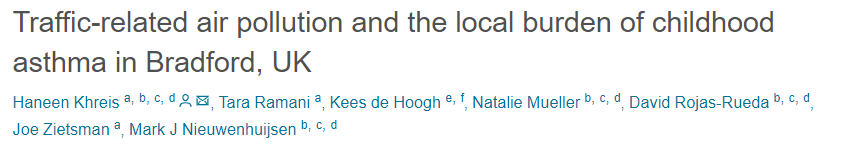 Traffic-related air pollution and the local burden of childhood
asthma in Bradford, UK
Haneen Khreis a, b, c, d, Tara Ramani a, Kees de Hoogh e, f, Natalie Mueller b, c, d, David Rojas-Rueda b, c, d,
Joe Zietsman a, Mark J Nieuwenhuijsen b, c, d